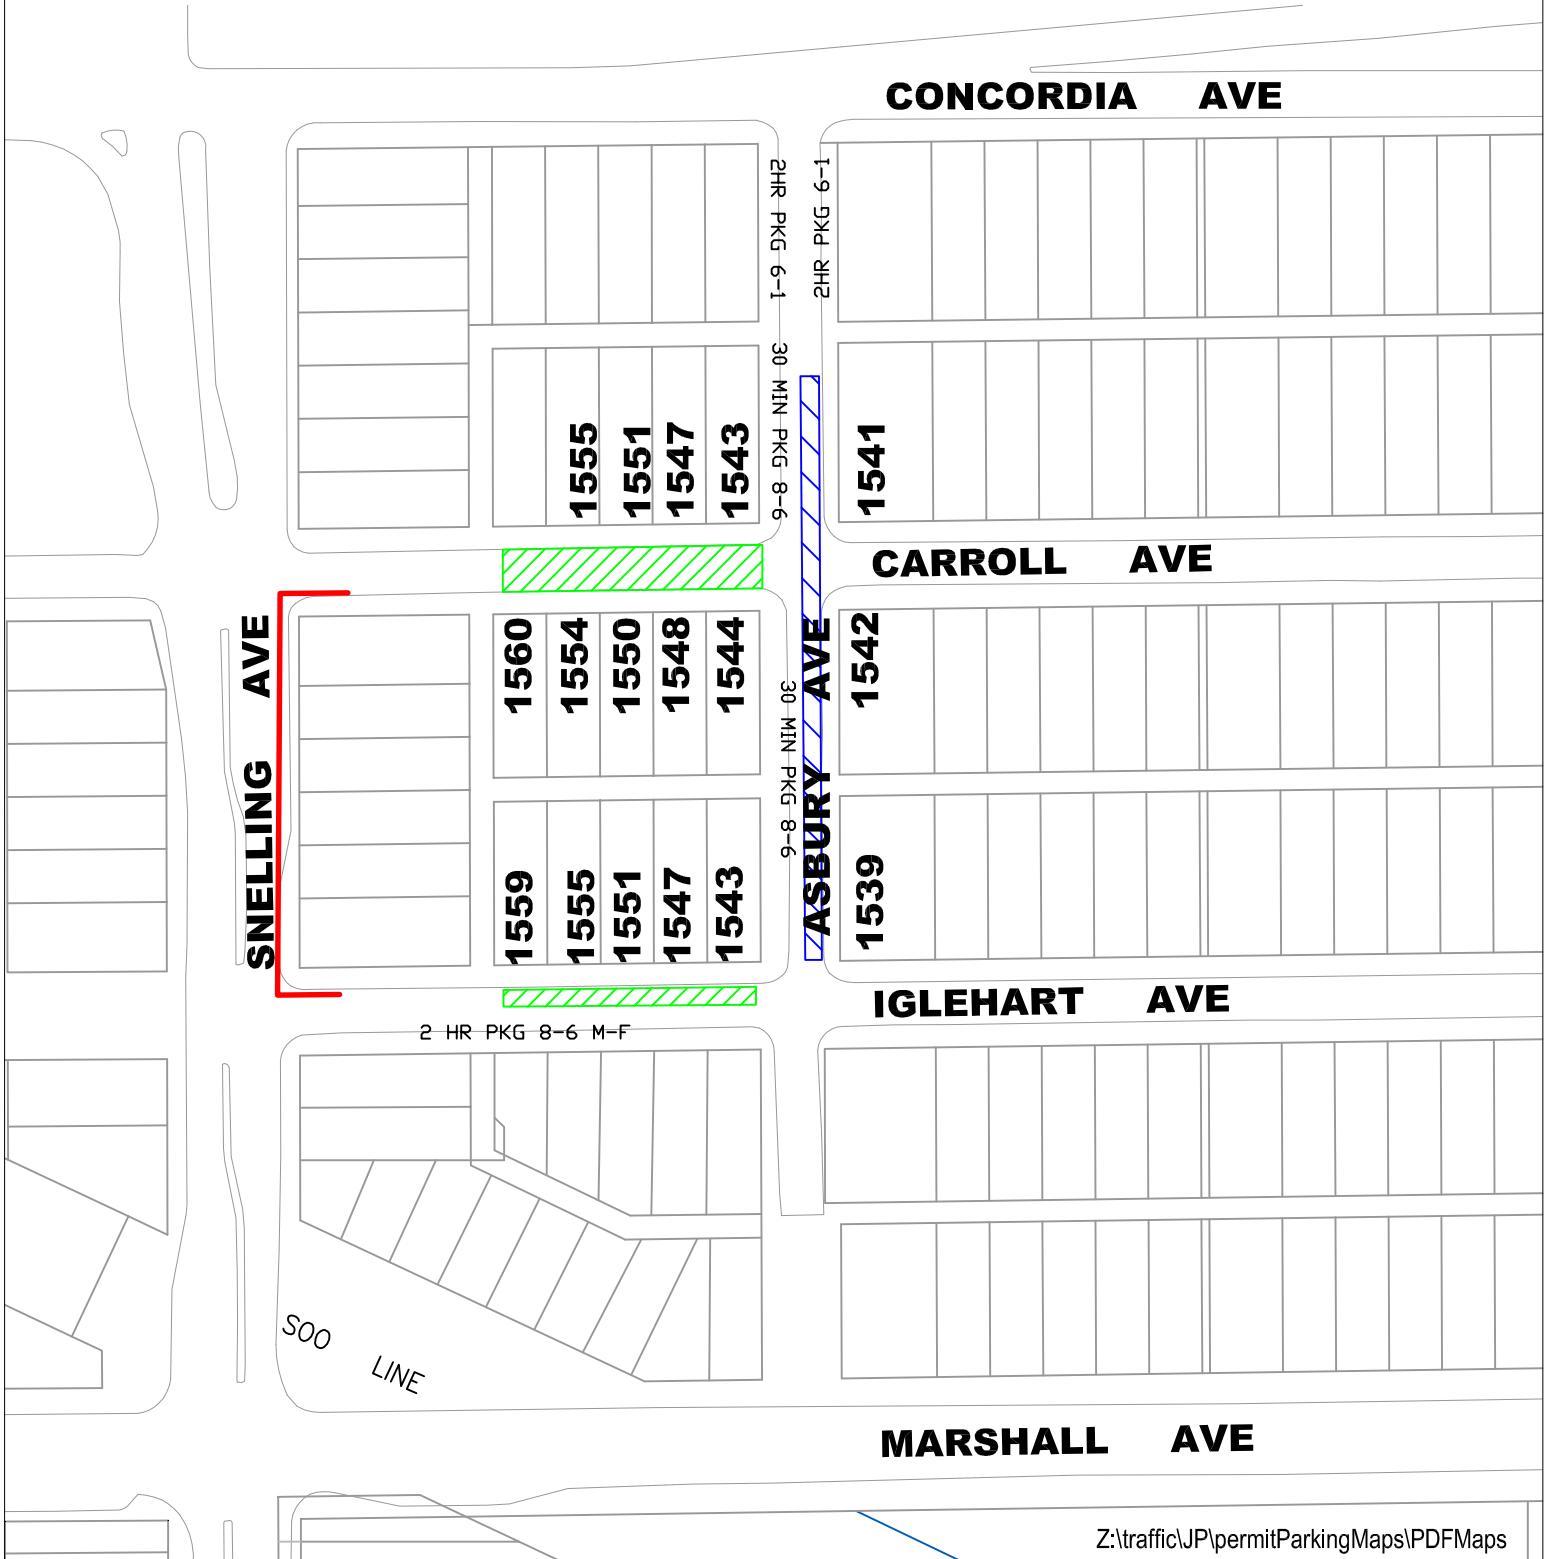 CONCORDIA AVE
2HR PKG 6-1
2HR PKG 6-1
30 MIN PKG 8-6
1555
1551
1547
1543
1541
CARROLL AVE
SNELLING AVE
1560
1554
1550
1548
1544
1542
30 MIN PKG 8-6
ASBURY AVE
1559
1555
1551
1547
1543
1539
IGLEHART AVE
2 HR PKG 8-6 M-F
SOO LINE
MARSHALL AVE
Z:\traffic\JP\permitParkingMaps\PDFMaps